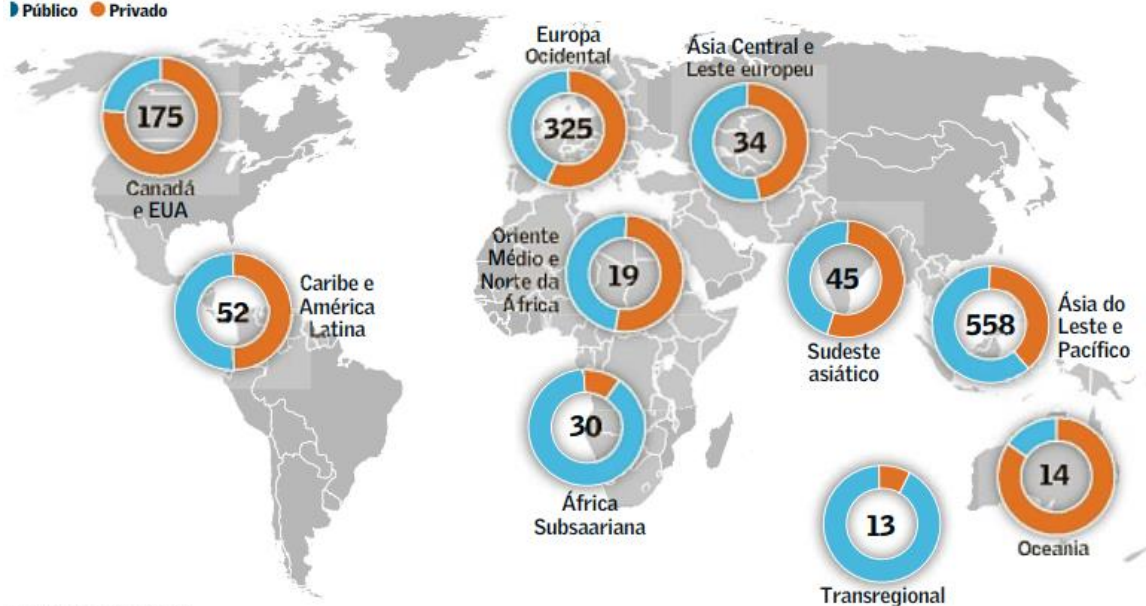 Público Privado
175
Canadá
e EUA
Europa
Ocidental
325
Ásia Central e
Leste europeu
34
52
Caribe e
América
Latina
Oriente
Médio e
Norte da
África
19
45
Sudeste
asiático
558
Ásia do
Leste e
Pacífico
30
África
Subsaariana
13
Transregional
14
Oceania